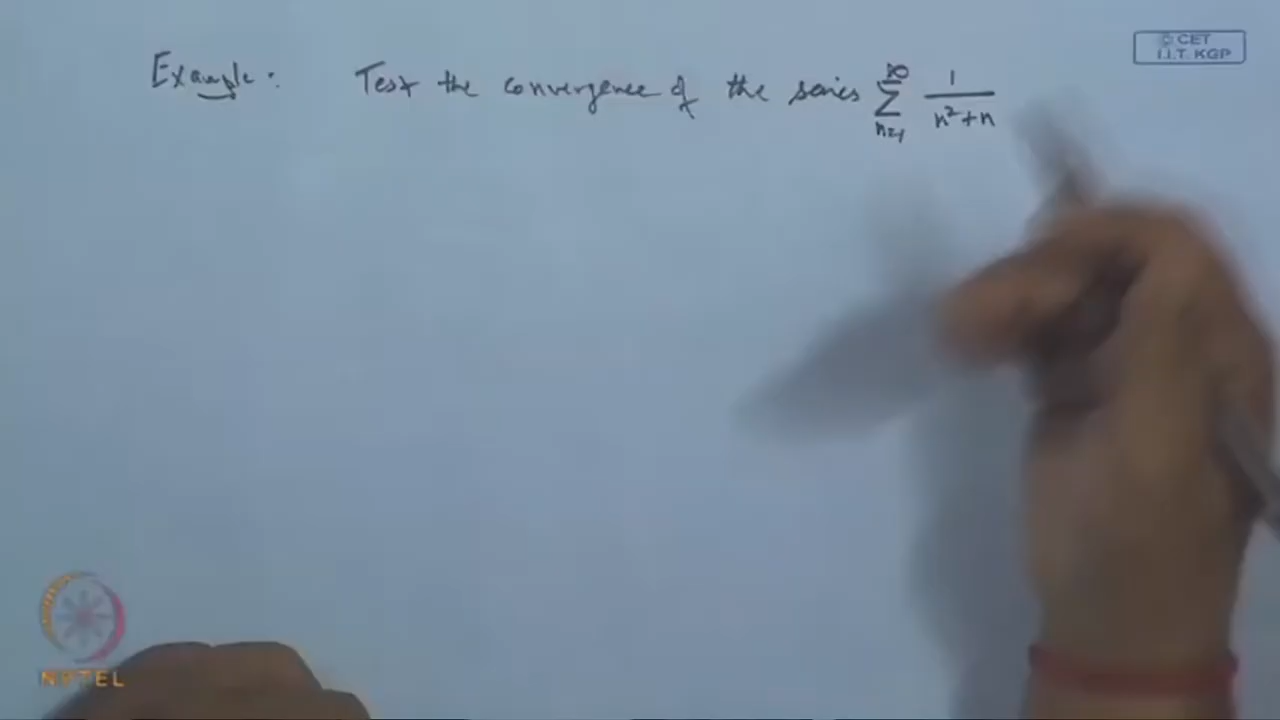 © CET
I.I.T. KGP
Example: Test the convergence of the series ∑_{n=1}^{∞} 1/(n²+n)
NPTEL